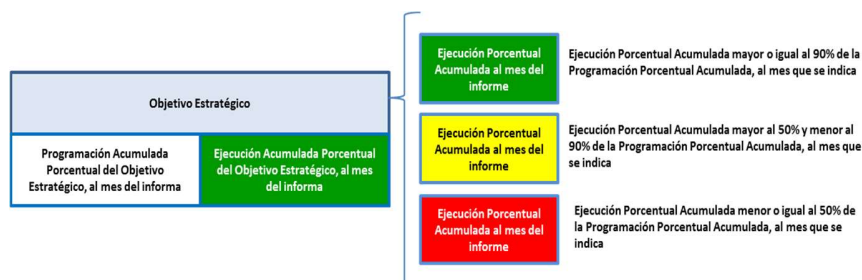 Objetivo Estratégico
Programación Acumulada
Porcentual del Objetivo
Estratégico, al mes del informa
Ejecución Acumulada Porcentual
del Objetivo Estratégico, al mes
del informa
Ejecución Porcentual
Acumulada al mes del
informe
Ejecución Porcentual Acumulada mayor o igual al 90% de la
Programación Porcentual Acumulada, al mes que se indica
Ejecución Porcentual
Acumulada al mes del
informe
Ejecución Porcentual Acumulada mayor al 50% y menor al
90% de la Programación Porcentual Acumulada, al mes que
se indica
Ejecución Porcentual
Acumulada al mes del
informe
Ejecución Porcentual Acumulada menor o igual al 50% de
la Programación Porcentual Acumulada, al mes que se
indica